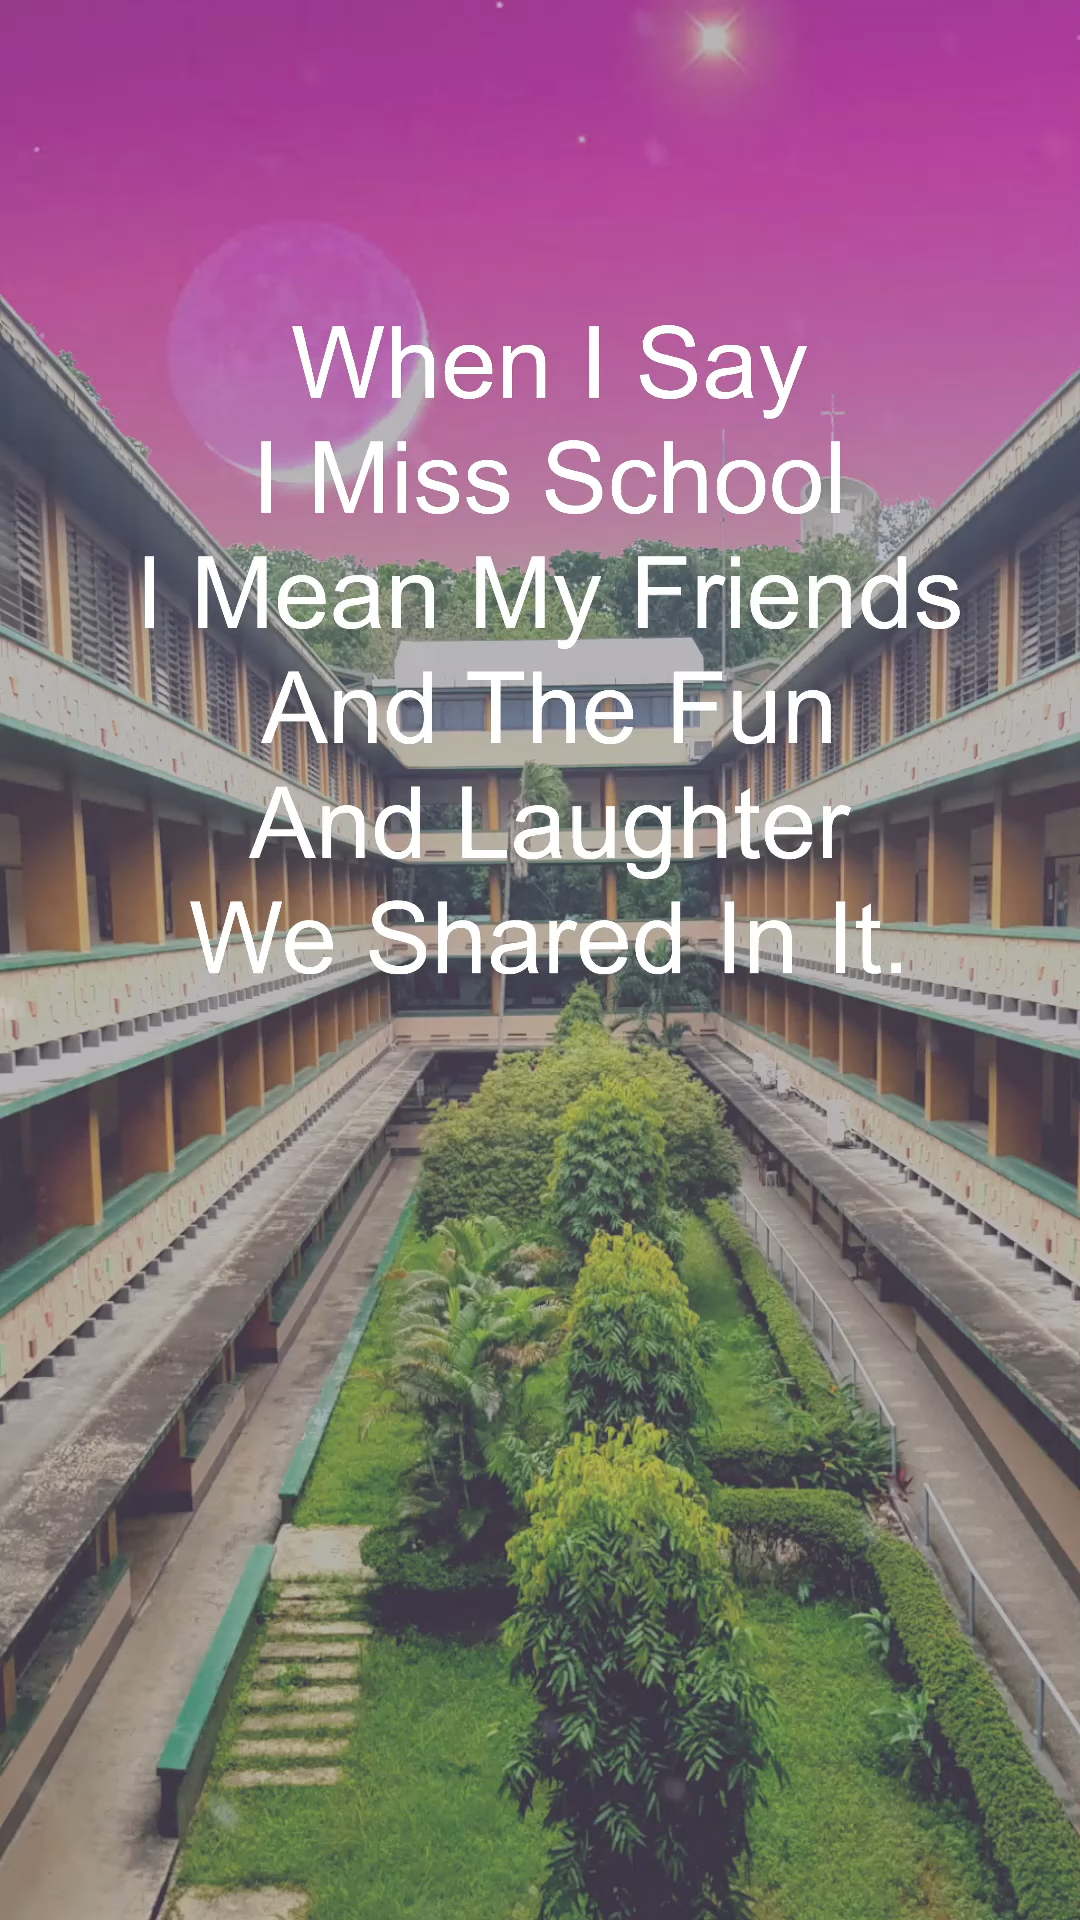 When I Say
I Miss School
I Mean My Friends
And The Fun
And Laughter
We Shared In It.